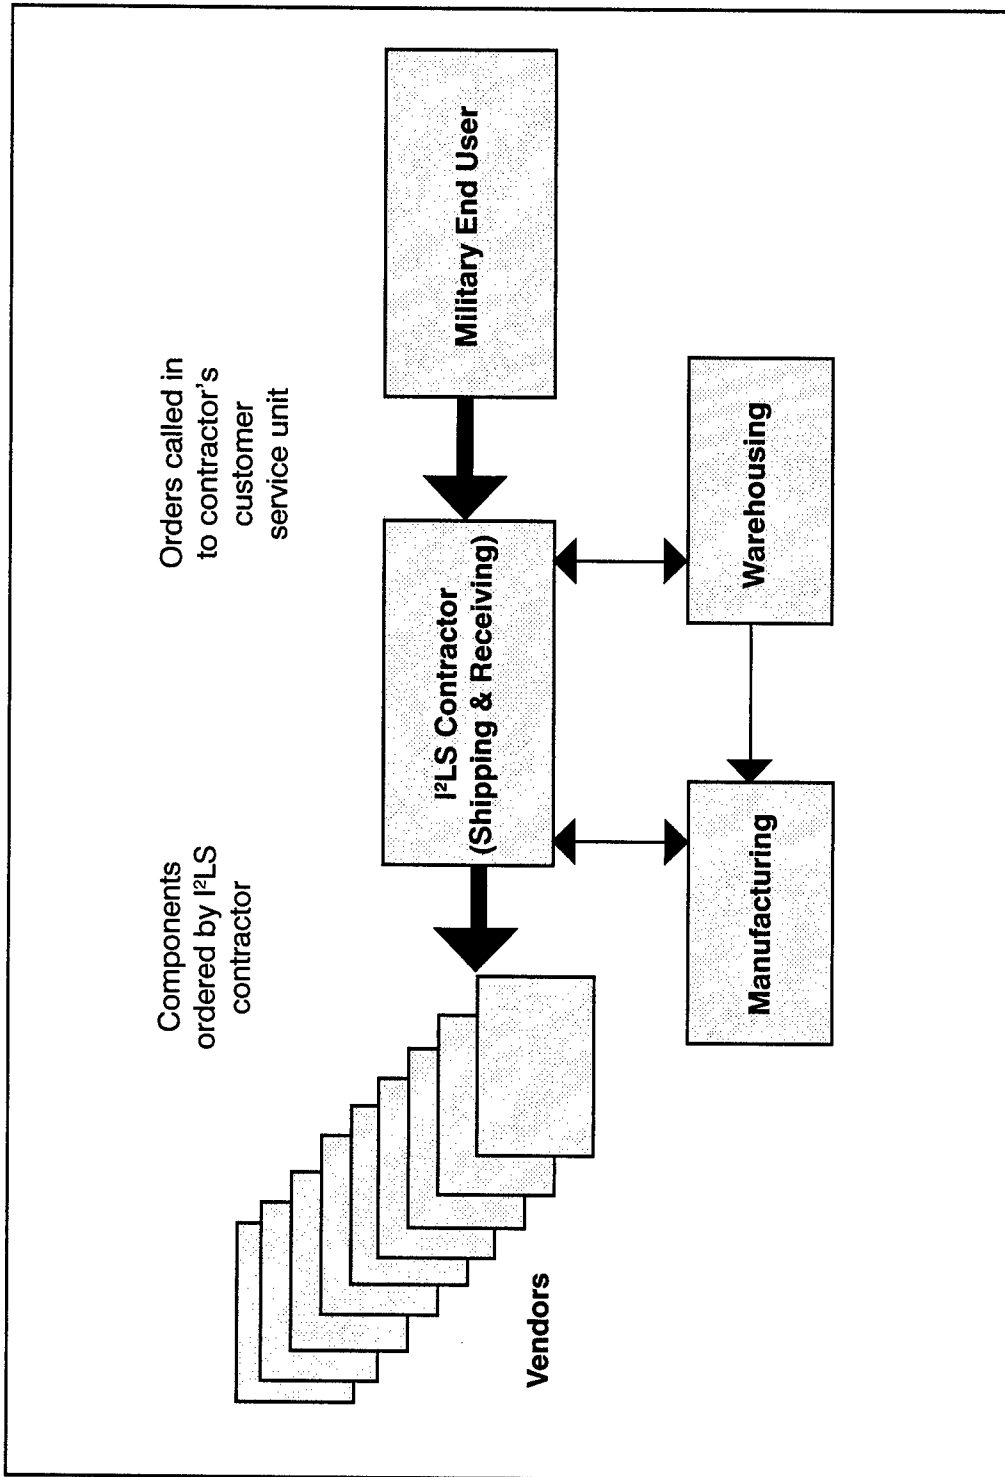 Components
ordered by I²LS
contractor
Orders called in
to contractor's
customer
service unit
Vendors
I²LS Contractor
(Shipping & Receiving)
Military End User
Manufacturing
Warehousing